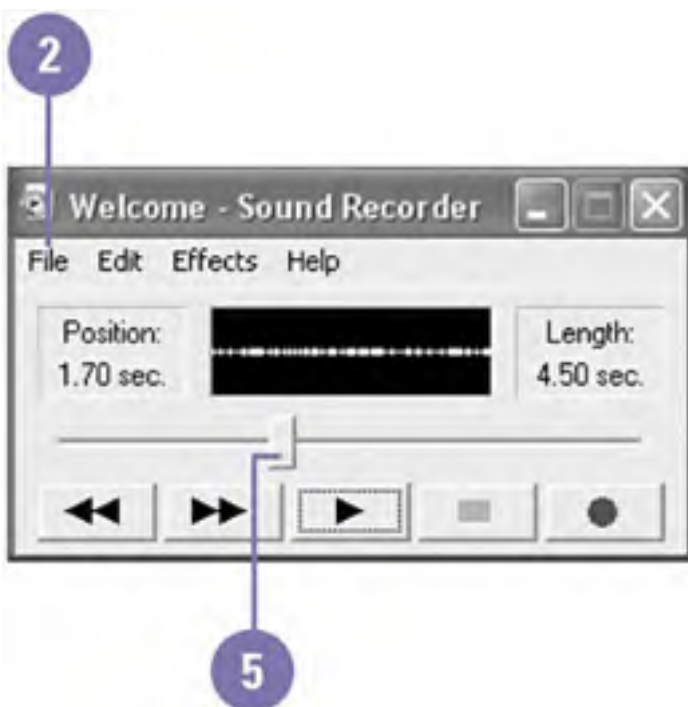 2
Welcome - Sound Recorder
File Edit Effects Help
Position:
1.70 sec.
Length:
4.50 sec.
5